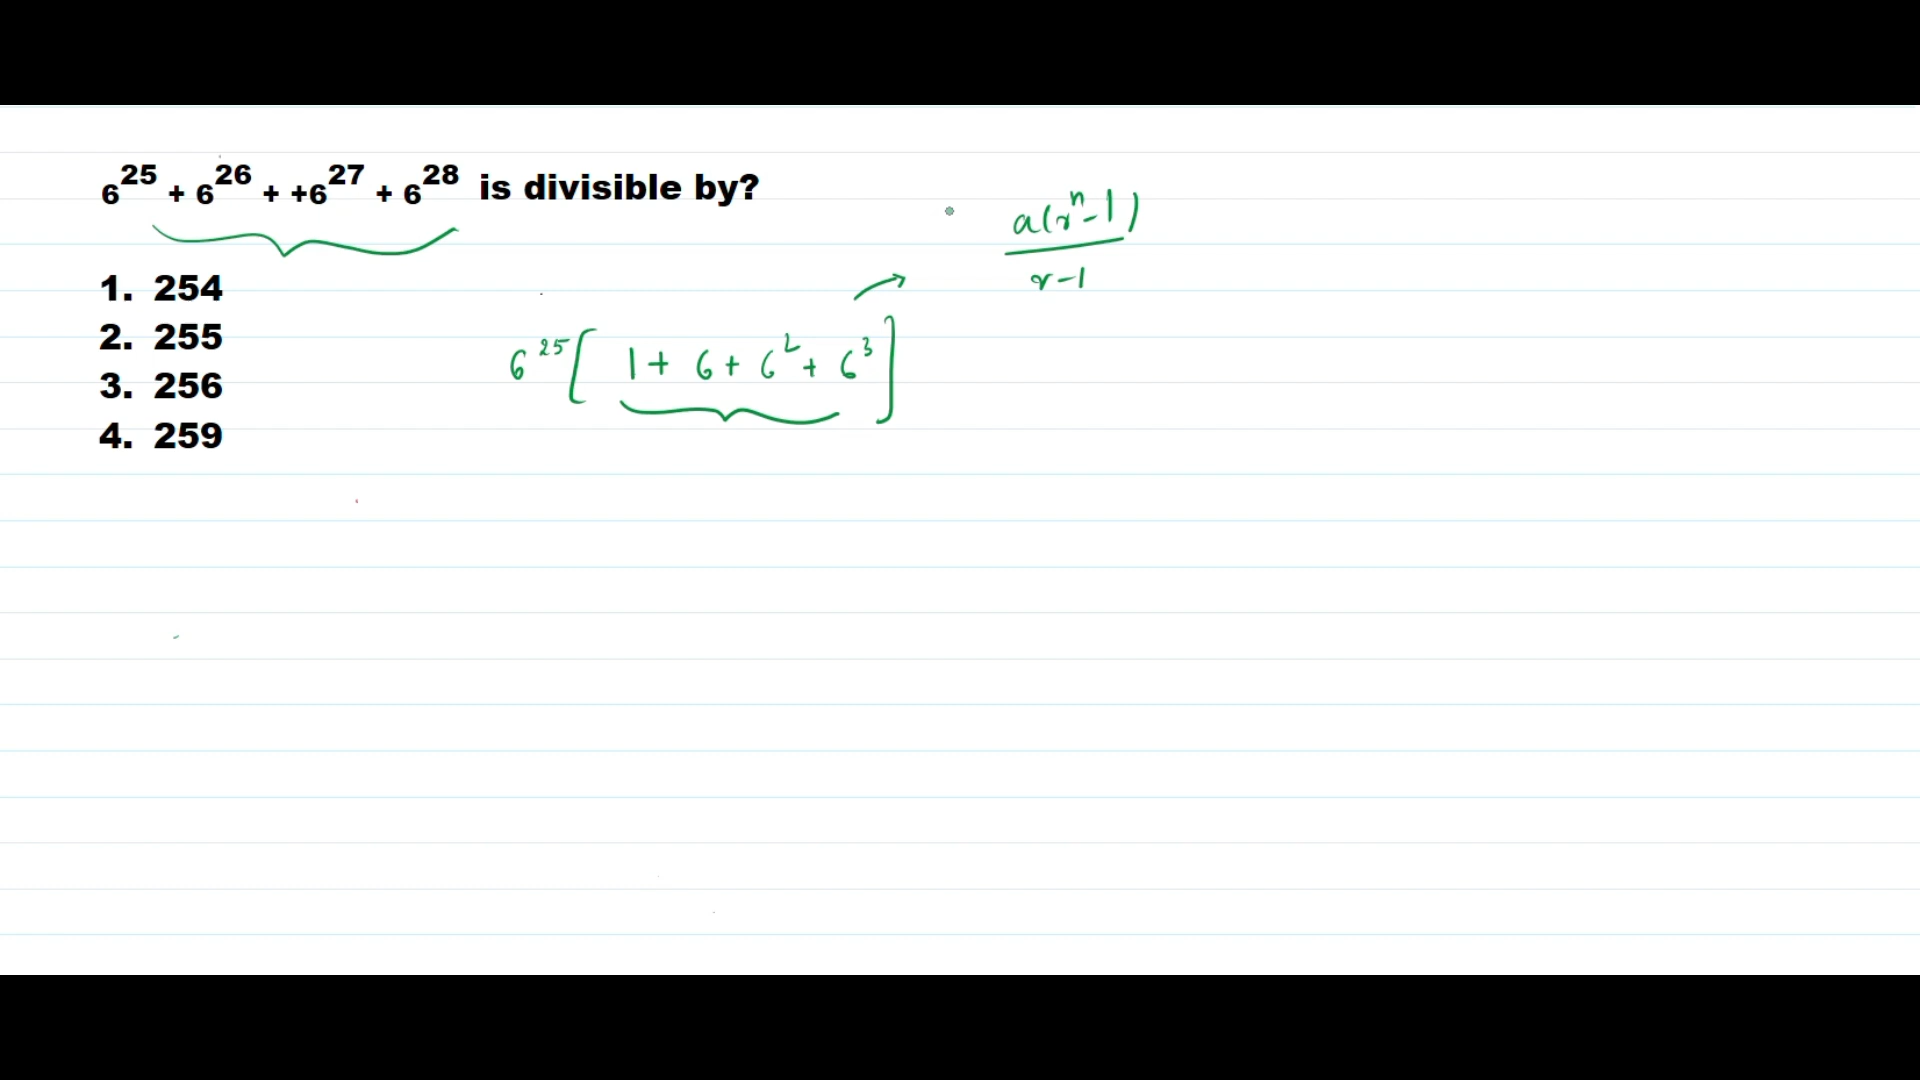 6^25 + 6^26 + +6^27 + 6^28 is divisible by?
1. 254
2. 255
3. 256
4. 259
a(r^n-1)
r-1
6^25[1+ 6+ 6^2+ 6^3]